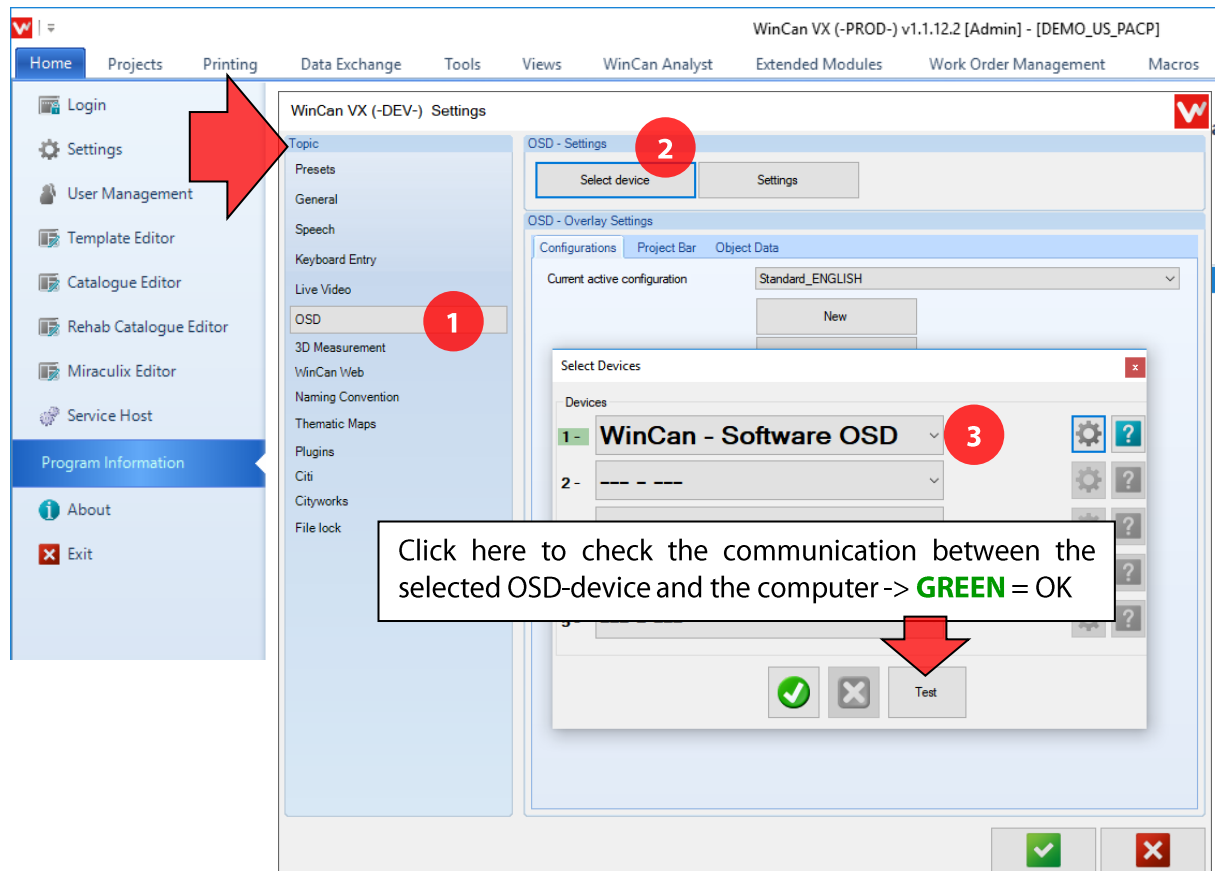 WinCan VX (-PROD-) v1.1.12.2 [Admin] - [DEMO_US_PACP]
Home Projects Printing Data Exchange Tools Views WinCan Analyst Extended Modules Work Order Management Macros
Login
Settings
User Management
Template Editor
Catalogue Editor
Rehab Catalogue Editor
Miraculix Editor
Service Host
Program Information
About
Exit
WinCan VX (-DEV-) Settings
Topic
Presets
General
Speech
Keyboard Entry
Live Video
OSD
1
3D Measurement
WinCan Web
Naming Convention
Thematic Maps
Plugins
Citi
Cityworks
File lock
OSD - Settings
2
Select device Settings
OSD - Overlay Settings
Configurations Project Bar Object Data
Current active configuration Standard_ENGLISH
New
Select Devices
Devices
1 - WinCan - Software OSD
3
?
2 - --- - ---
?
?
Click here to check the communication between the
selected OSD-device and the computer -> GREEN = OK
?
?
Test